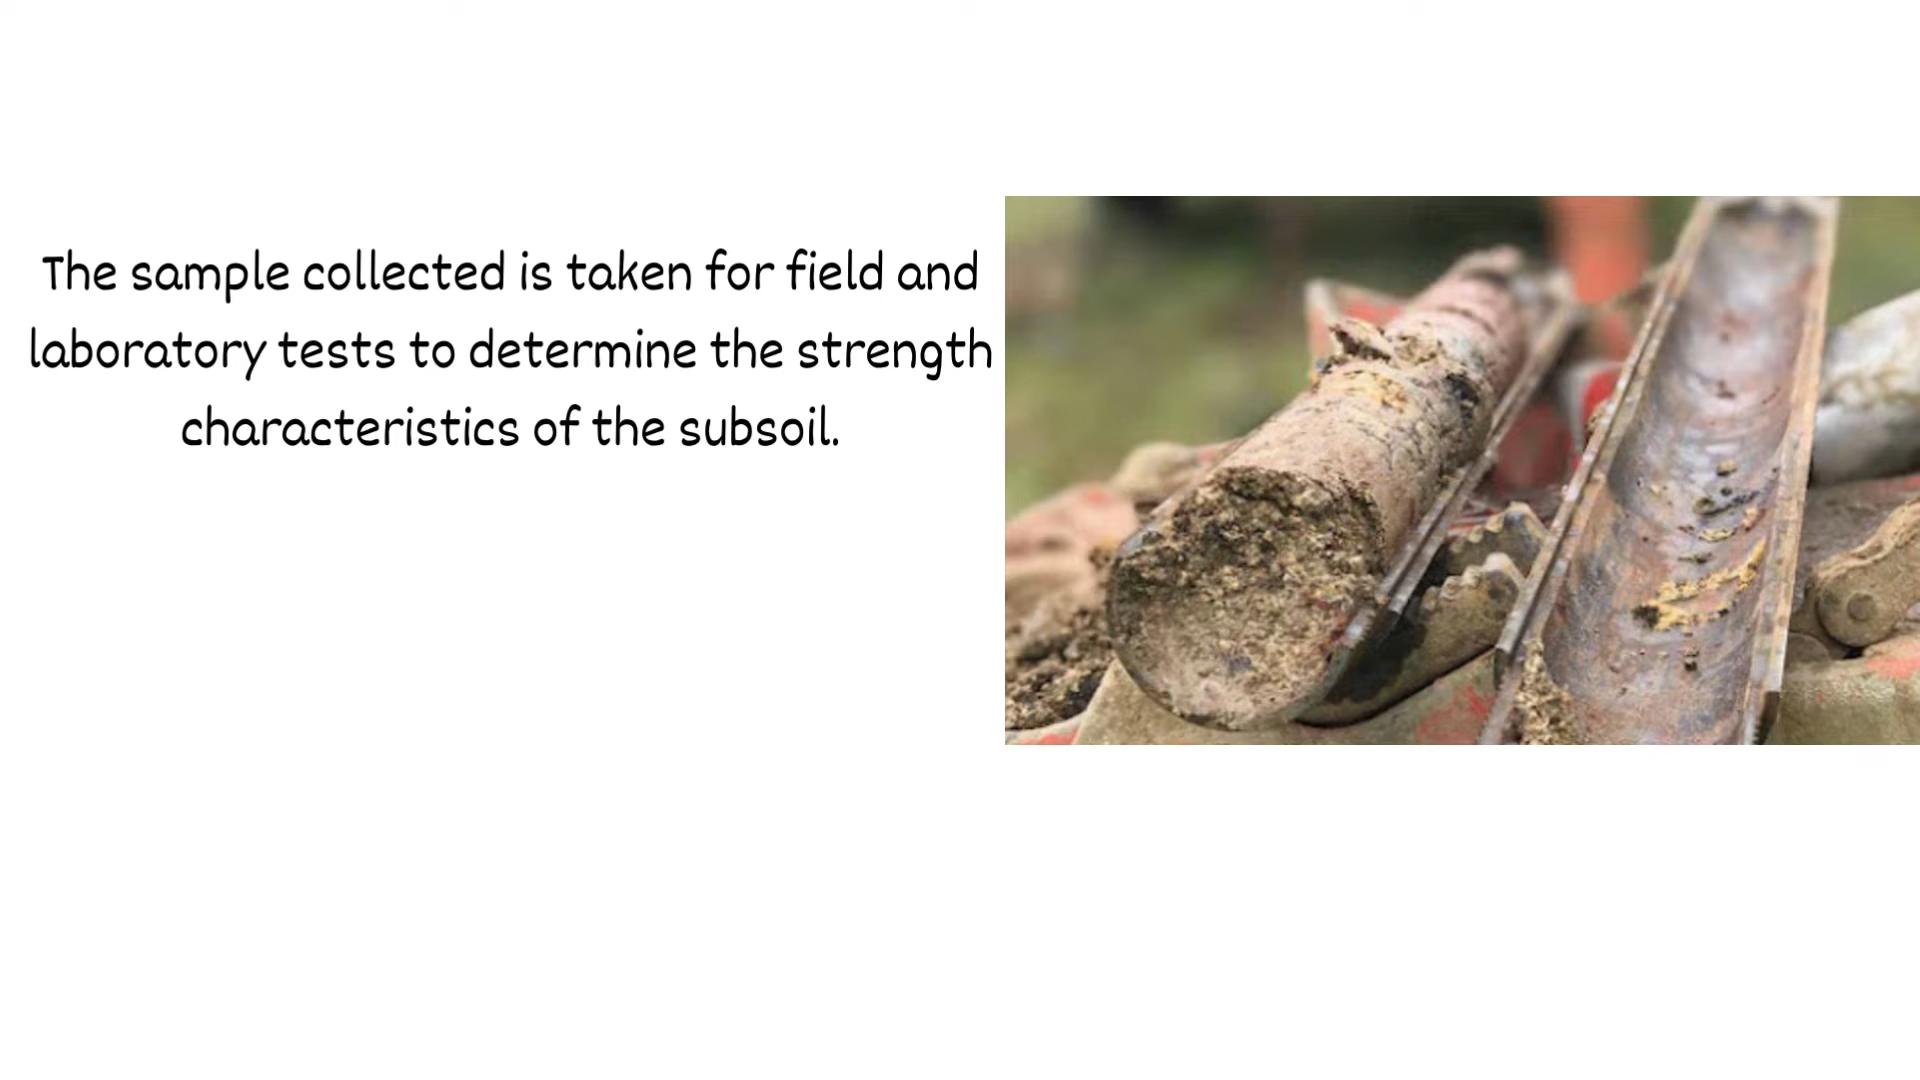 The sample collected is taken for field and
laboratory tests to determine the strength
characteristics of the subsoil.